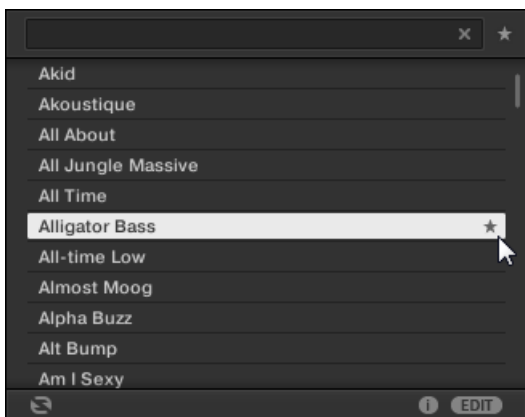 Akid
Akoustique
All About
All Jungle Massive
All Time
Alligator Bass
All-time Low
Almost Moog
Alpha Buzz
Alt Bump
Am I Sexy
i EDIT